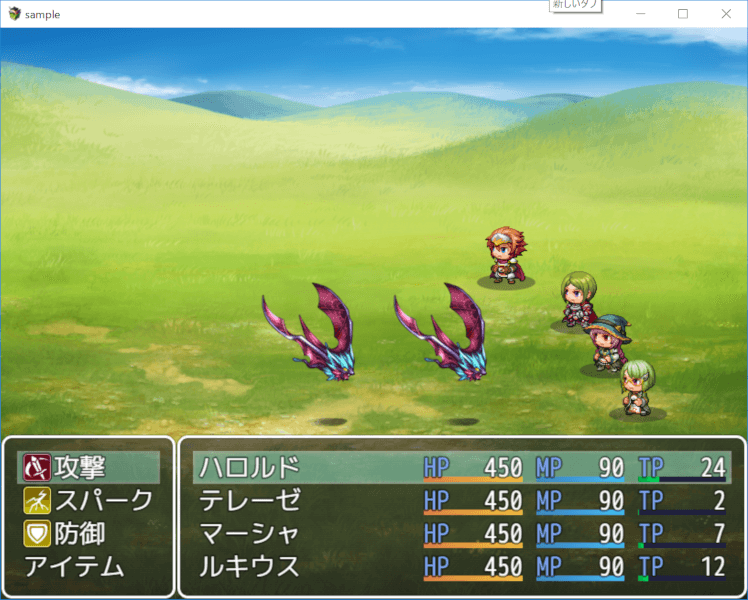 sample
新しいタブ
攻撃
スパーク
防御
アイテム
ハロルド HP 450 MP 90 TP 24
テレーゼ HP 450 MP 90 TP 2
マーシャ HP 450 MP 90 TP 7
ルキウス HP 450 MP 90 TP 12